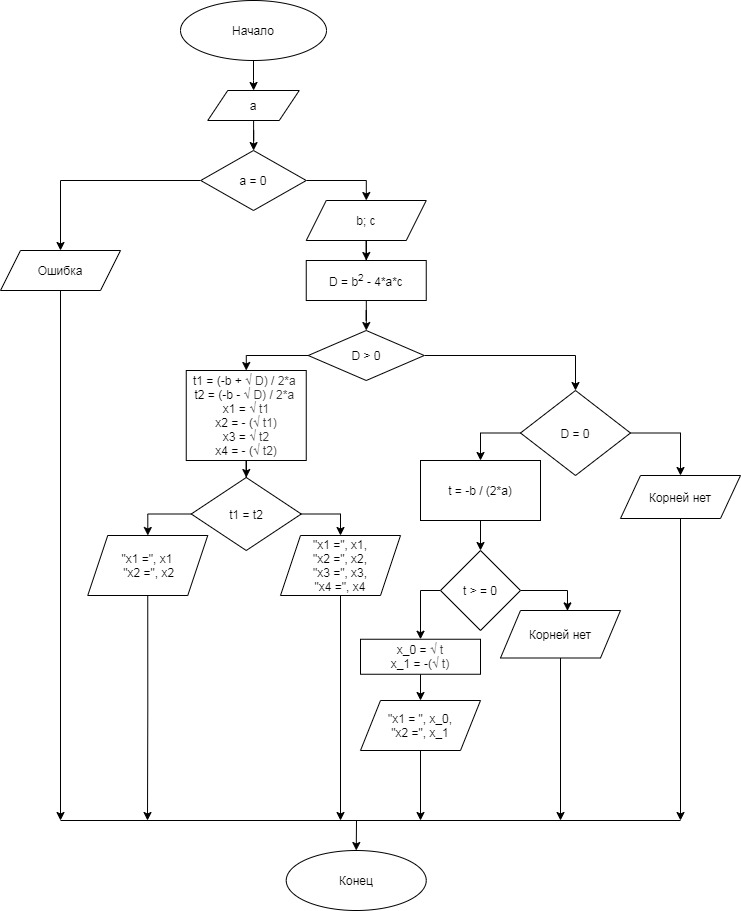 Начало
a
a = 0
b; c
Ошибка
D = b² - 4*a*c
D > 0
t1 = (-b + √ D) / 2*a
t2 = (-b - √ D) / 2*a
x1 = √ t1
x2 = - (√ t1)
x3 = √ t2
x4 = - (√ t2)
D = 0
t = -b / (2*a)
Корней нет
t1 = t2
"x1 =", x1
"x2 =", x2
"x1 =", x1,
"x2 =", x2,
"x3 =", x3,
"x4 =", x4
t > = 0
Корней нет
x_0 = √ t
x_1 = -(√ t)
"x1 = ", x_0,
"x2 =", x_1
Конец